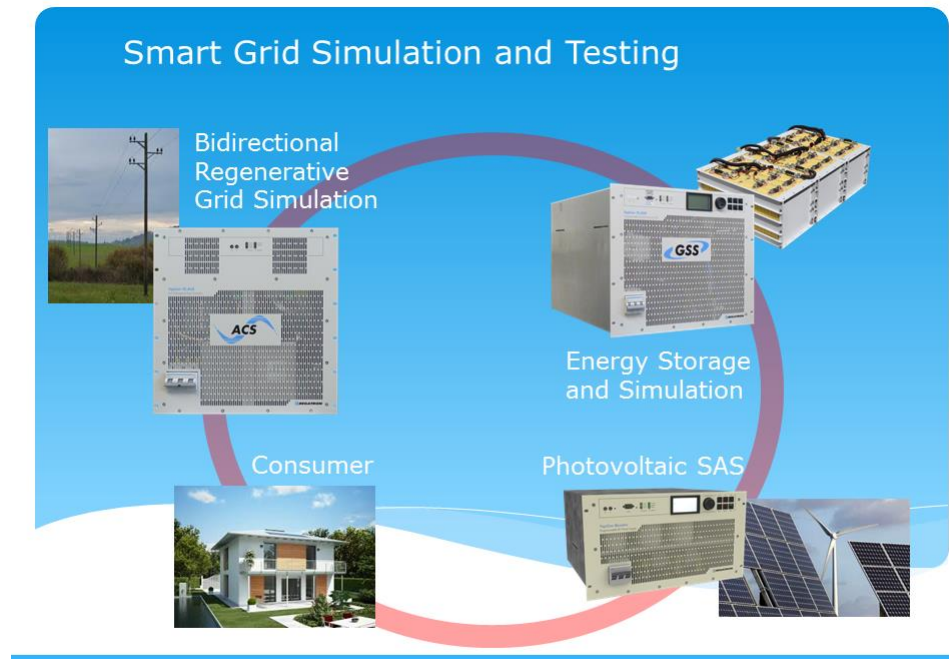 Smart Grid Simulation and Testing
Bidirectional
Regenerative
Grid Simulation
ACS
GSS
Energy Storage
and Simulation
Consumer
Photovoltaic SAS